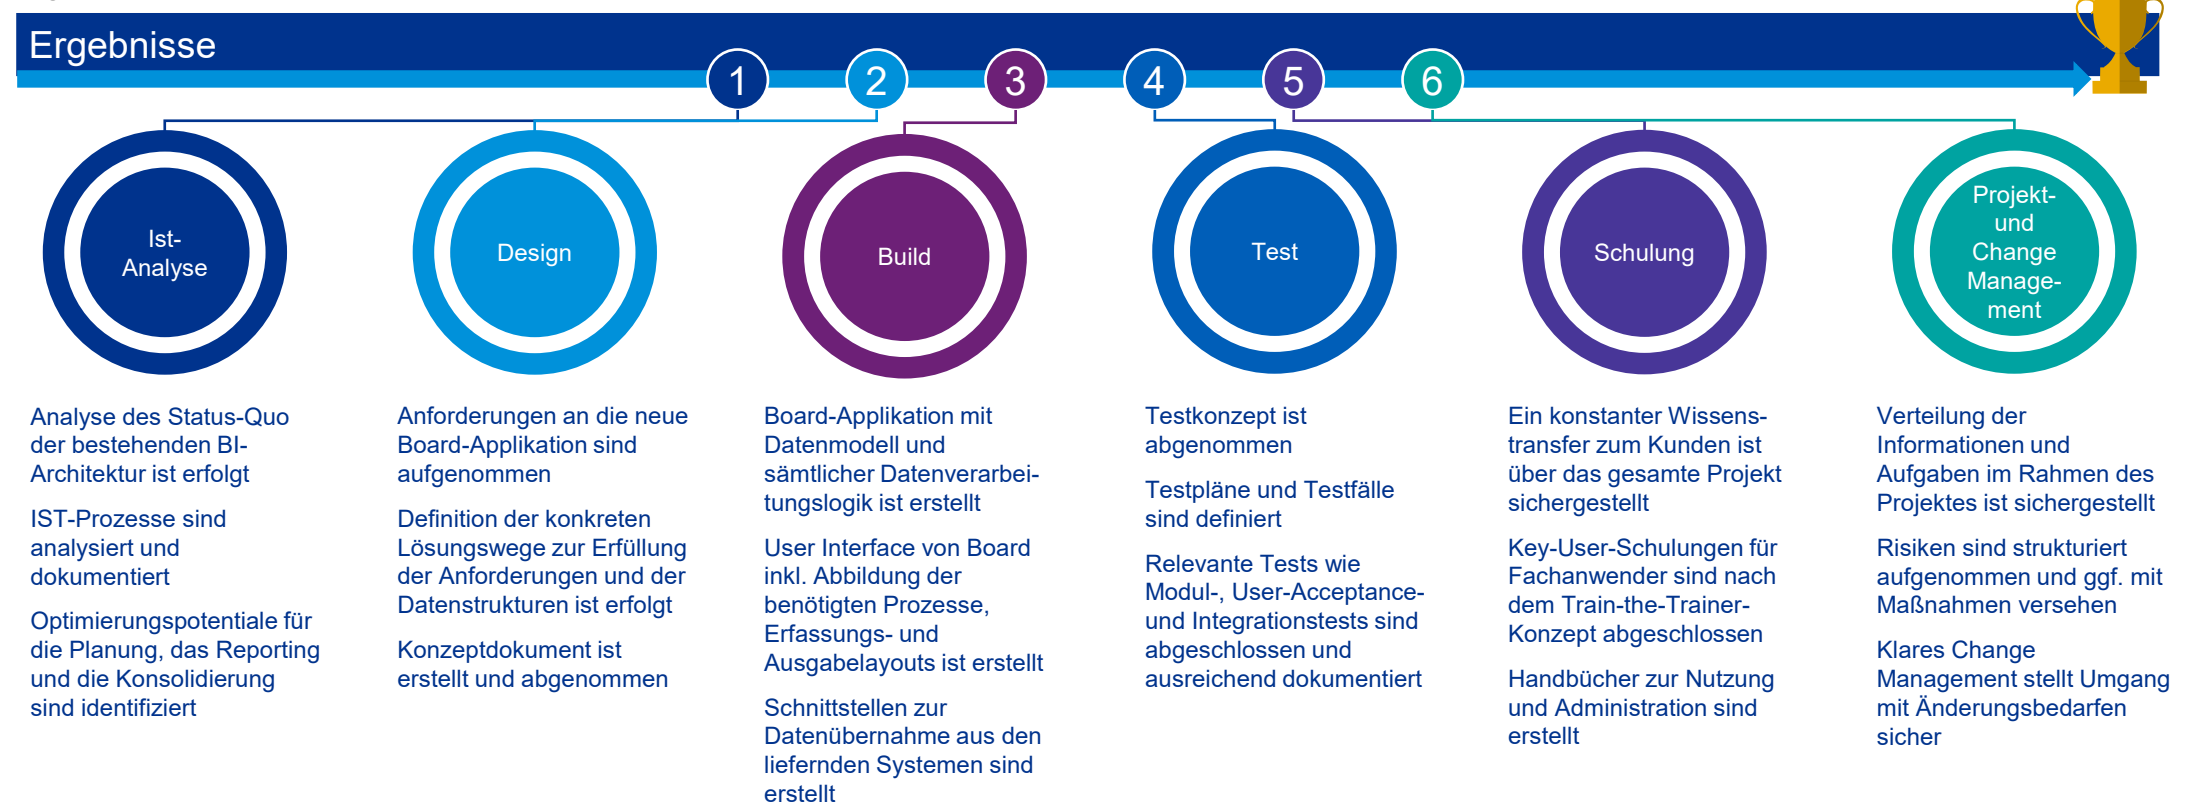 Ergebnisse
1
2
3
4
5
6
Ist-
Analyse
Design
Build
Test
Schulung
Projekt-
und
Change
Manage-
ment
Analyse des Status-Quo
der bestehenden BI-
Architektur ist erfolgt
IST-Prozesse sind
analysiert und
dokumentiert
Optimierungspotentiale für
die Planung, das Reporting
und die Konsolidierung
sind identifiziert
Anforderungen an die neue
Board-Applikation sind
aufgenommen
Definition der konkreten
Lösungswege zur Erfüllung
der Anforderungen und der
Datenstrukturen ist erfolgt
Konzeptdokument ist
erstellt und abgenommen
Board-Applikation mit
Datenmodell und
sämtlicher Datenverarbei-
tungslogik ist erstellt
User Interface von Board
inkl. Abbildung der
benötigten Prozesse,
Erfassungs- und
Ausgabelayouts ist erstellt
Schnittstellen zur
Datenübernahme aus den
liefernden Systemen sind
erstellt
Testkonzept ist
abgenommen
Testpläne und Testfälle
sind definiert
Relevante Tests wie
Modul-, User-Acceptance-
und Integrationstests sind
abgeschlossen und
ausreichend dokumentiert
Ein konstanter Wissens-
transfer zum Kunden ist
über das gesamte Projekt
sichergestellt
Key-User-Schulungen für
Fachanwender sind nach
dem Train-the-Trainer-
Konzept abgeschlossen
Handbücher zur Nutzung
und Administration sind
erstellt
Verteilung der
Informationen und
Aufgaben im Rahmen des
Projektes ist sichergestellt
Risiken sind strukturiert
aufgenommen und ggf. mit
Maßnahmen versehen
Klares Change
Management stellt Umgang
mit Änderungsbedarfen
sicher